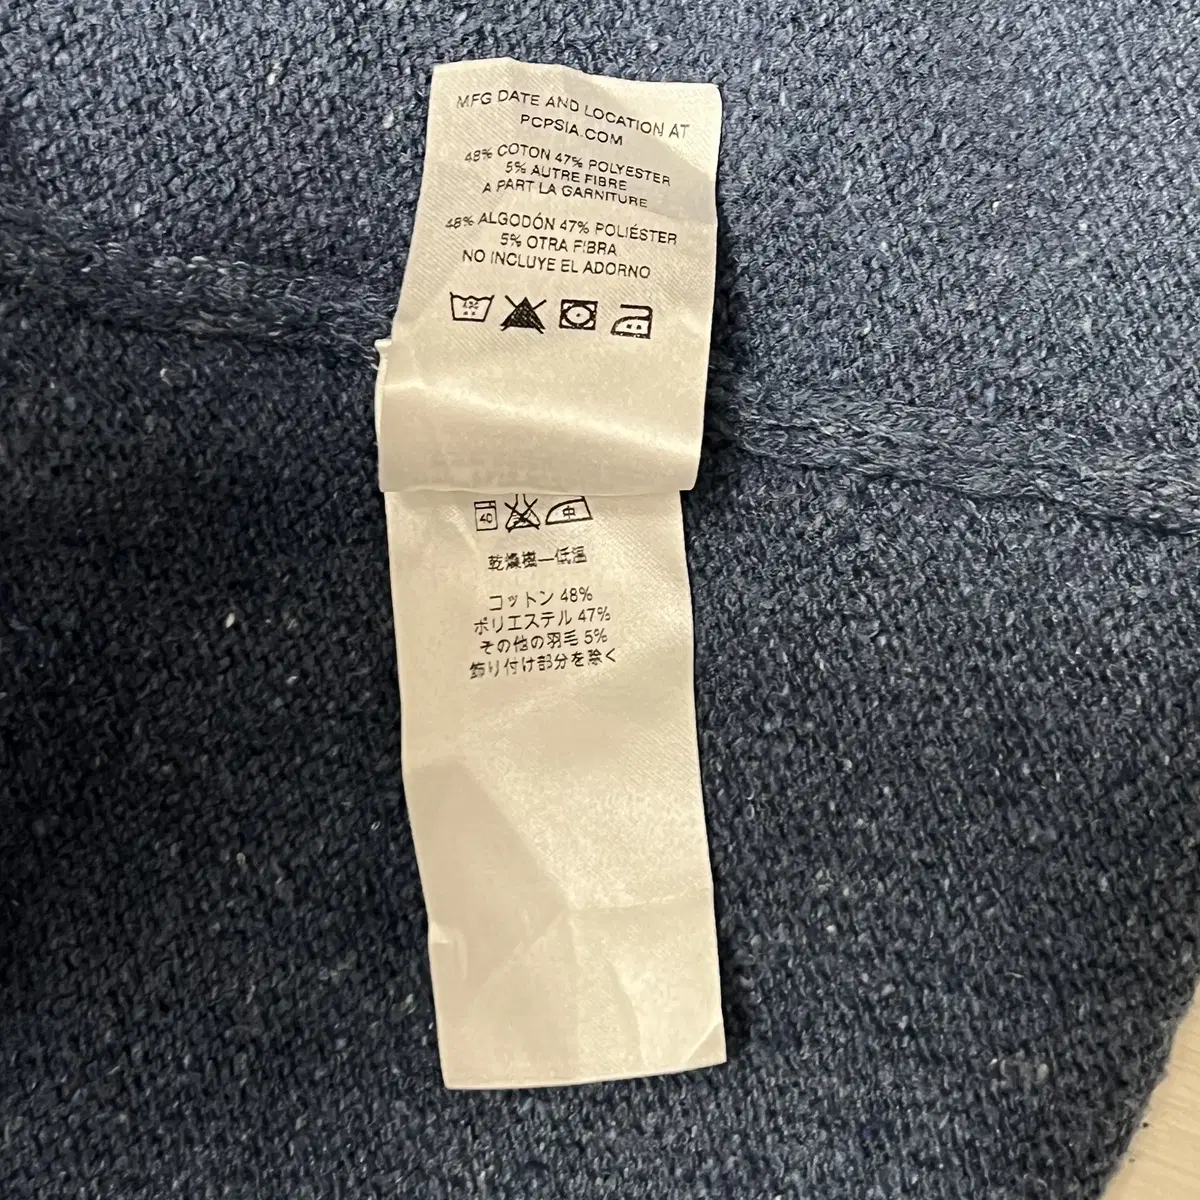 MFG DATE AND LOCATION AT
PCPSIA.COM
48% COTON 47% POLYESTER
5% AUTRE FIBRE
A PART LA GARNITURE
48% ALGODÓN 47% POLIÉSTER
5% OTRA FIBRA
NO INCLUYE EL ADORNO
40 中
乾燥機—低温
コットン 48%
ポリエステル 47%
その他の羽毛 5%
飾り付け部分を除く